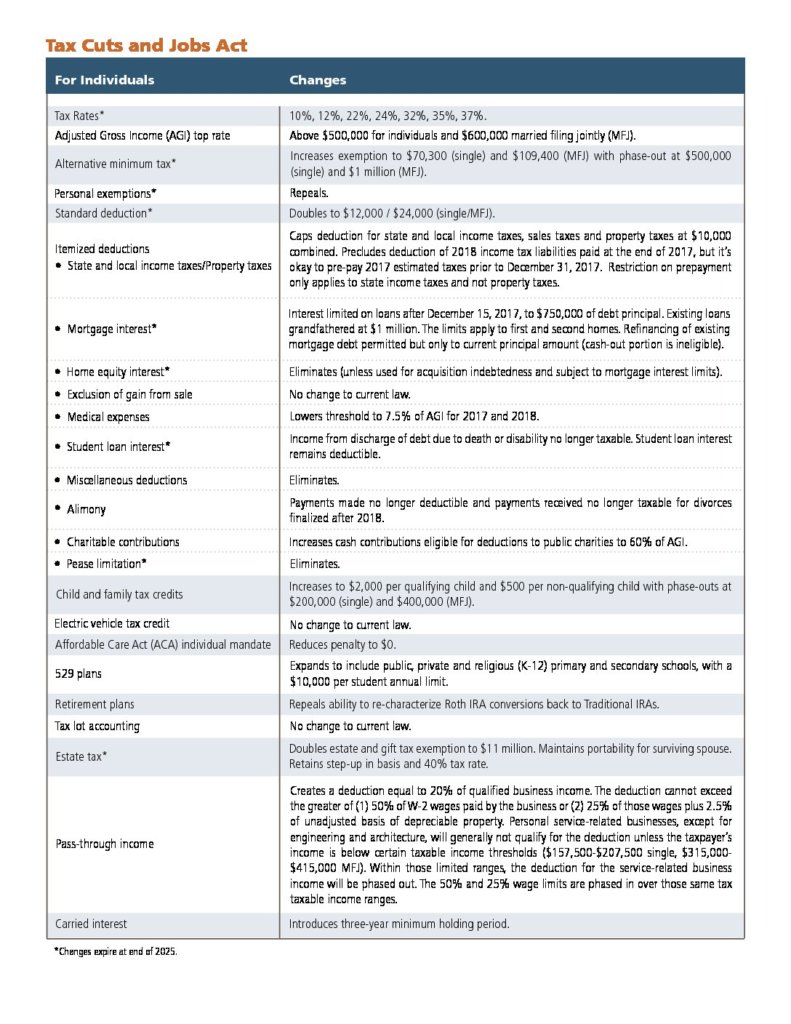 Tax Cuts and Jobs Act
For Individuals Changes
Tax Rates* 10%, 12%, 22%, 24%, 32%, 35%, 37%.
Adjusted Gross Income (AGI) top rate Above $500,000 for individuals and $600,000 married filing jointly (MFJ).
Alternative minimum tax* Increases exemption to $70,300 (single) and $109,400 (MFJ) with phase-out at $500,000
(single) and $1 million (MFJ).
Personal exemptions* Repeals.
Standard deduction* Doubles to $12,000 / $24,000 (single/MFJ).
Itemized deductions
• State and local income taxes/Property taxes
Caps deduction for state and local income taxes, sales taxes and property taxes at $10,000
combined. Precludes deduction of 2018 income tax liabilities paid at the end of 2017, but it's
okay to pre-pay 2017 estimated taxes prior to December 31, 2017. Restriction on prepayment
only applies to state income taxes and not property taxes.
• Mortgage interest*
Interest limited on loans after December 15, 2017, to $750,000 of debt principal. Existing loans
grandfathered at $1 million. The limits apply to first and second homes. Refinancing of existing
mortgage debt permitted but only to current principal amount (cash-out portion is ineligible).
• Home equity interest* Eliminates (unless used for acquisition indebtedness and subject to mortgage interest limits).
• Exclusion of gain from sale No change to current law.
• Medical expenses Lowers threshold to 7.5% of AGI for 2017 and 2018.
• Student loan interest* Income from discharge of debt due to death or disability no longer taxable. Student loan interest
remains deductible.
• Miscellaneous deductions Eliminates.
• Alimony Payments made no longer deductible and payments received no longer taxable for divorces
finalized after 2018.
• Charitable contributions Increases cash contributions eligible for deductions to public charities to 60% of AGI.
• Pease limitation* Eliminates.
Child and family tax credits Increases to $2,000 per qualifying child and $500 per non-qualifying child with phase-outs at
$200,000 (single) and $400,000 (MFJ).
Electric vehicle tax credit No change to current law.
Affordable Care Act (ACA) individual mandate Reduces penalty to $0.
529 plans Expands to include public, private and religious (K-12) primary and secondary schools, with a
$10,000 per student annual limit.
Retirement plans Repeals ability to re-characterize Roth IRA conversions back to Traditional IRAs.
Tax lot accounting No change to current law.
Estate tax* Doubles estate and gift tax exemption to $11 million. Maintains portability for surviving spouse.
Retains step-up in basis and 40% tax rate.
Pass-through income
Creates a deduction equal to 20% of qualified business income. The deduction cannot exceed
the greater of (1) 50% of W-2 wages paid by the business or (2) 25% of those wages plus 2.5%
of unadjusted basis of depreciable property. Personal service-related businesses, except for
engineering and architecture, will generally not qualify for the deduction unless the taxpayer's
income is below certain taxable income thresholds ($157,500-$207,500 single, $315,000-
$415,000 MFJ). Within those limited ranges, the deduction for the service-related business
income will be phased out. The 50% and 25% wage limits are phased in over those same tax
taxable income ranges.
Carried interest Introduces three-year minimum holding period.
*Changes expire at end of 2025.